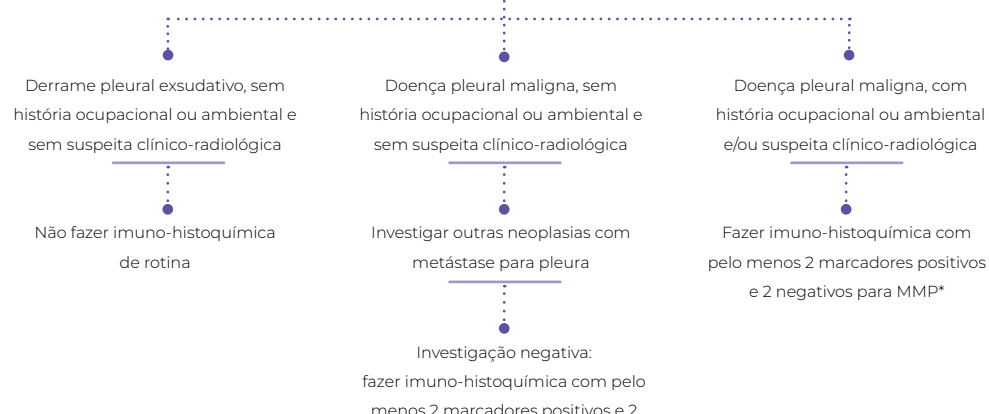 Derrame pleural exsudativo, sem
história ocupacional ou ambiental e
sem suspeita clínico-radiológica
Não fazer imuno-histoquímica
de rotina
Doença pleural maligna, sem
história ocupacional ou ambiental e
sem suspeita clínico-radiológica
Investigar outras neoplasias com
metástase para pleura
Investigação negativa:
fazer imuno-histoquímica com pelo
menos 2 marcadores positivos e 2
Doença pleural maligna, com
história ocupacional ou ambiental
e/ou suspeita clínico-radiológica
Fazer imuno-histoquímica com
pelo menos 2 marcadores positivos
e 2 negativos para MMP*